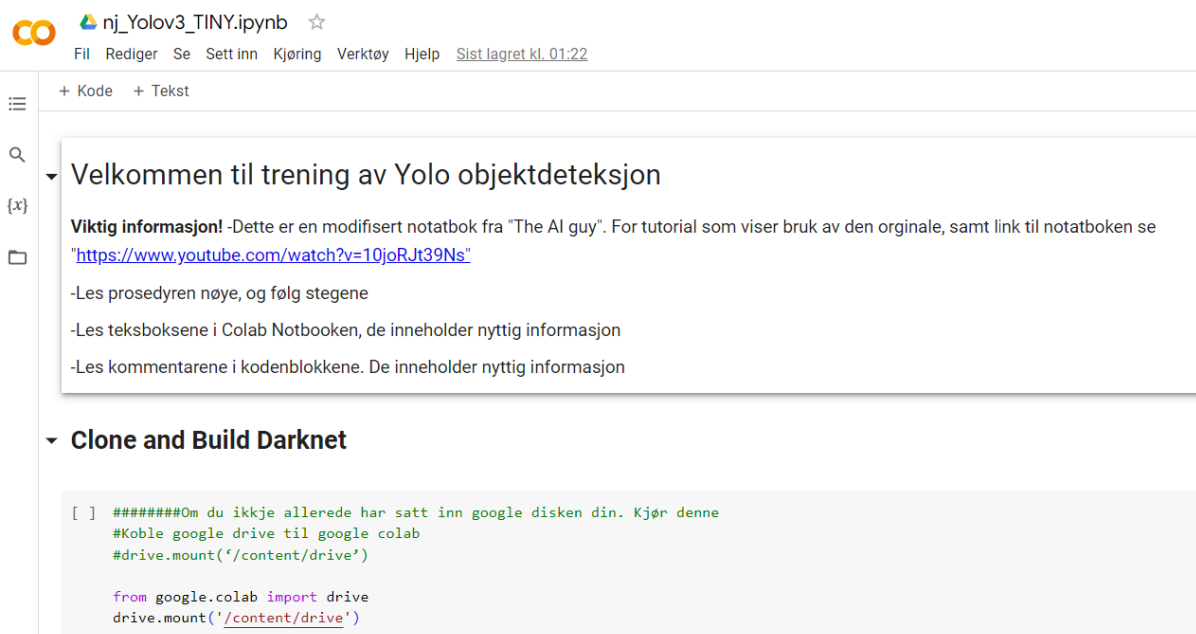 nj_Yolov3_TINY.ipynb
Fil Rediger Se Sett inn Kjøring Verktøy Hjelp Sist lagret kl. 01:22
+ Kode + Tekst
{x}
Velkommen til trening av Yolo objektdeteksjon
Viktig informasjon! -Dette er en modifisert notatbok fra "The AI guy". For tutorial som viser bruk av den orginale, samt link til notatboken se
"https://www.youtube.com/watch?v=10joRJt39Ns"
-Les prosedyren nøye, og følg stegene
-Les teksboksene i Colab Notbooken, de inneholder nyttig informasjon
-Les kommentarene i kodenblokkene. De inneholder nyttig informasjon
Clone and Build Darknet
[ ] ########Om du ikkje allerede har satt inn google disken din. Kjør denne
#Koble google drive til google colab
#drive.mount(‘/content/drive’)
from google.colab import drive
drive.mount('/content/drive')